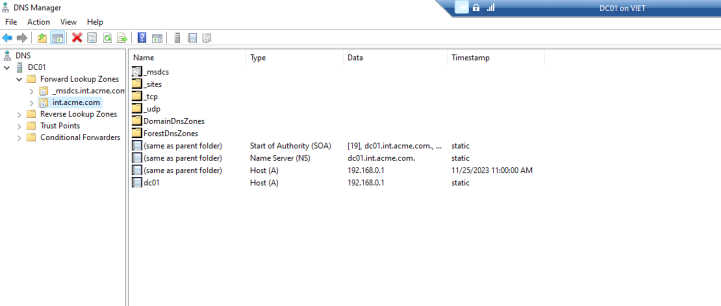 DNS Manager
DC01 on VIET
File Action View Help
DNS
DC01
Forward Lookup Zones
_msdcs.int.acme.com
int.acme.com
Reverse Lookup Zones
Trust Points
Conditional Forwarders
Name Type Data Timestamp
_msdcs
_sites
_tcp
_udp
DomainDnsZones
ForestDnsZones
(same as parent folder) Start of Authority (SOA) [19], dc01.int.acme.com., ... static
(same as parent folder) Name Server (NS) dc01.int.acme.com. static
(same as parent folder) Host (A) 192.168.0.1 11/25/2023 11:00:00 AM
dc01 Host (A) 192.168.0.1 static